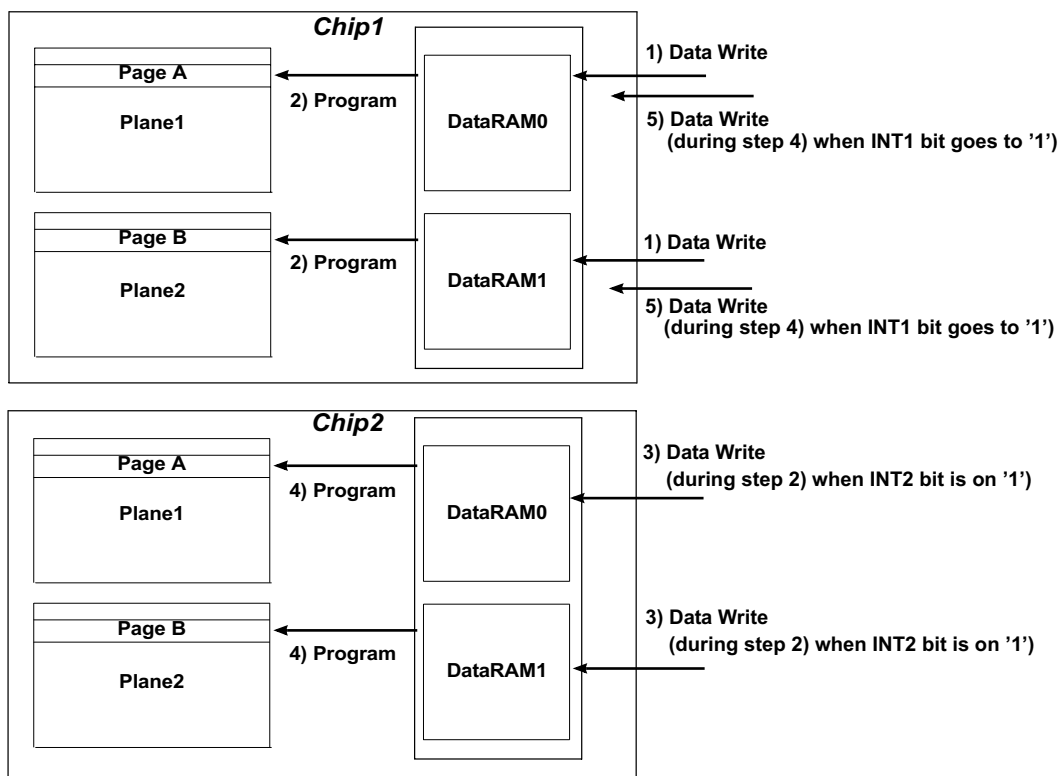 Chip1
Page A
Plane1
2) Program
DataRAM0
1) Data Write
5) Data Write
(during step 4) when INT1 bit goes to ’1’)
Page B
Plane2
2) Program
DataRAM1
1) Data Write
5) Data Write
(during step 4) when INT1 bit goes to ’1’)
Chip2
Page A
Plane1
4) Program
DataRAM0
3) Data Write
(during step 2) when INT2 bit is on ’1’)
Page B
Plane2
4) Program
DataRAM1
3) Data Write
(during step 2) when INT2 bit is on ’1’)